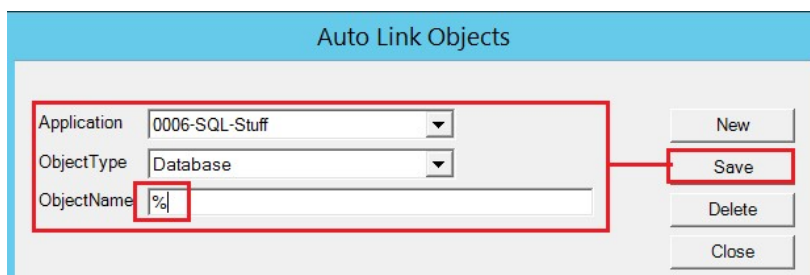 Auto Link Objects
Application 0006-SQL-Stuff New
ObjectType Database Save
ObjectName %
Delete
Close